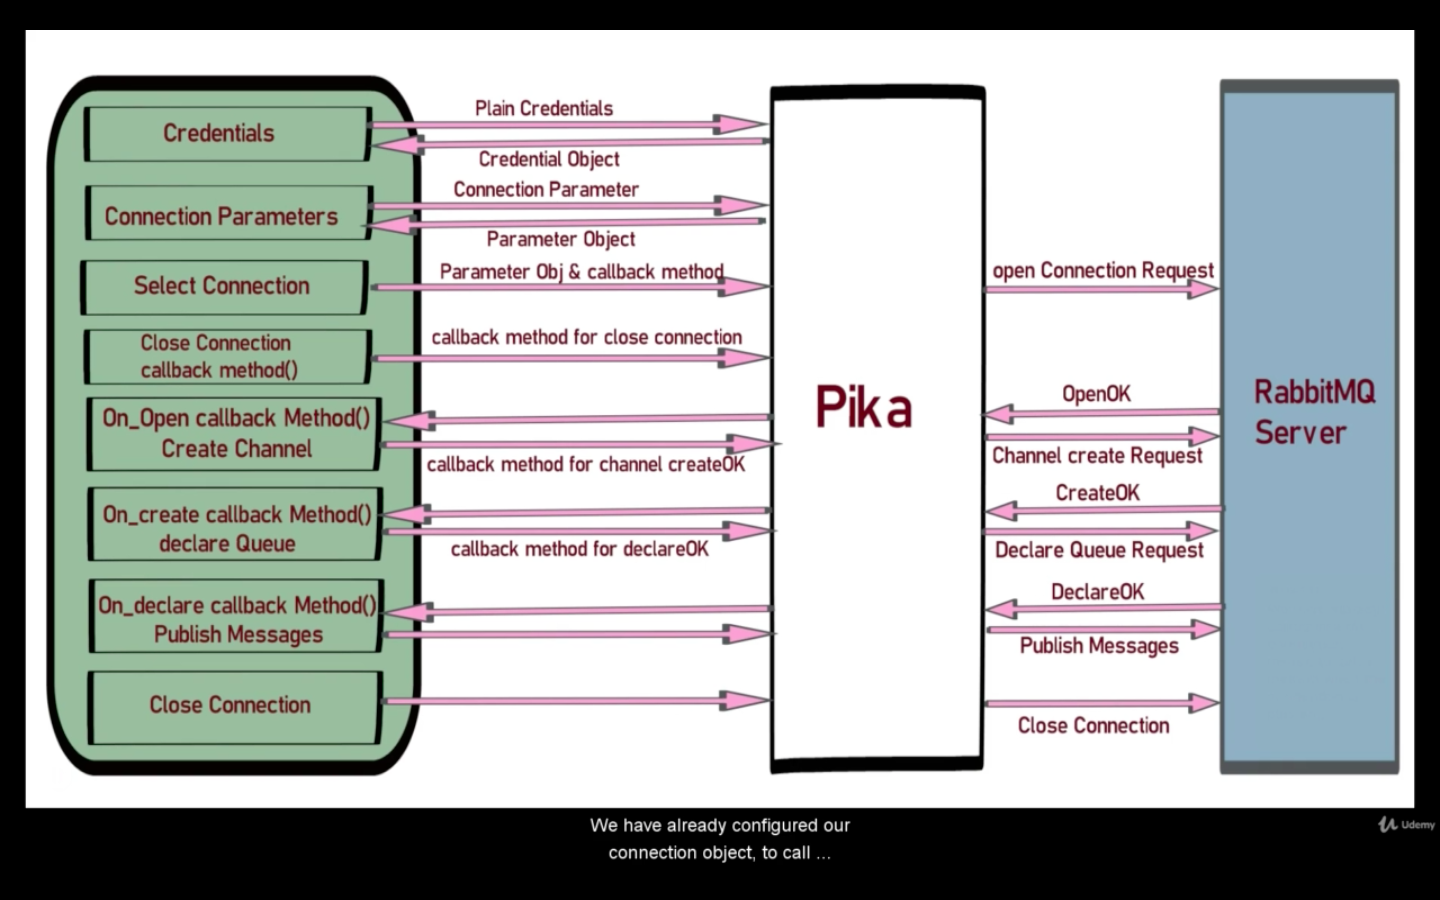 Plain Credentials
Credentials
Credential Object
Connection Parameter
Connection Parameters
Parameter Object
Parameter Obj & callback method
open Connection Request
Select Connection
callback method for close connection
Close Connection
callback method()
OpenOK
Pika
RabbitMQ
Server
On_Open callback Method()
Create Channel
callback method for channel createOK
Channel create Request
CreateOK
On_create callback Method()
declare Queue
callback method for declareOK
Declare Queue Request
DeclareOK
On_declare callback Method()
Publish Messages
Publish Messages
Close Connection
Close Connection
We have already configured our
connection object, to call ...
Udemy